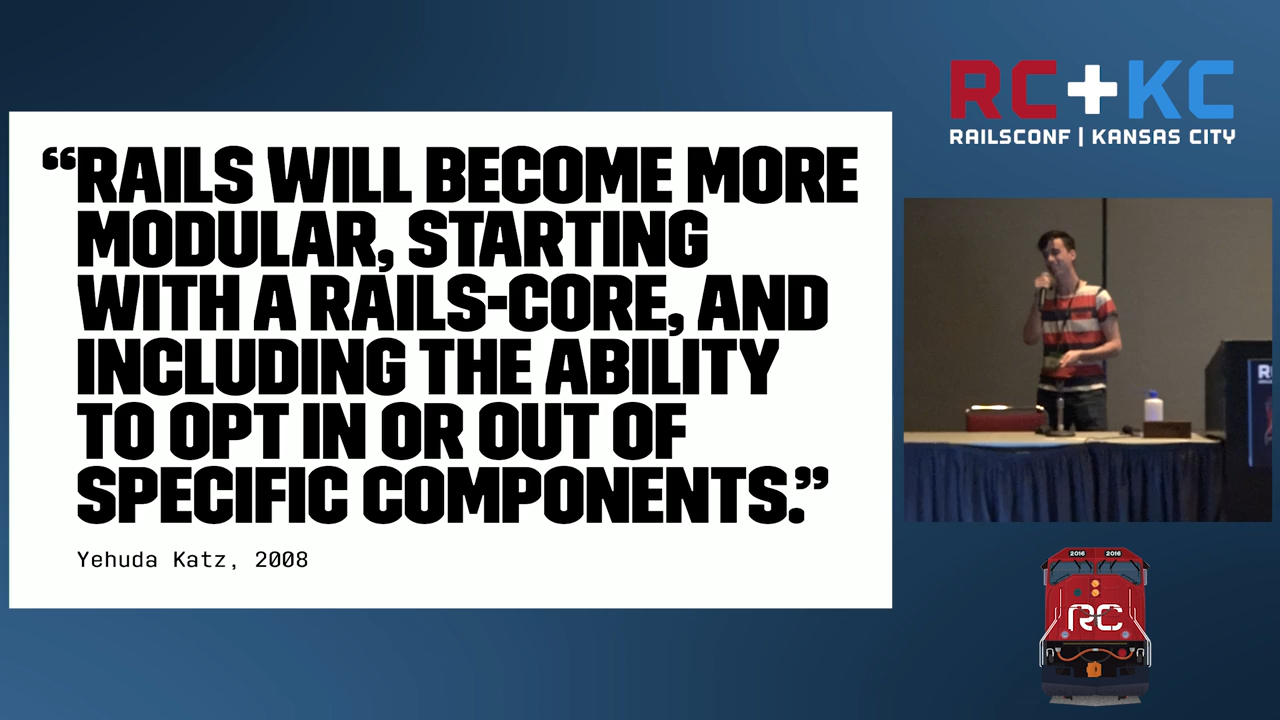 “RAILS WILL BECOME MORE
MODULAR, STARTING
WITH A RAILS-CORE, AND
INCLUDING THE ABILITY
TO OPT IN OR OUT OF
SPECIFIC COMPONENTS.”
Yehuda Katz, 2008
RC+KC
RAILSCONF | KANSAS CITY
R
2016 2016
RC